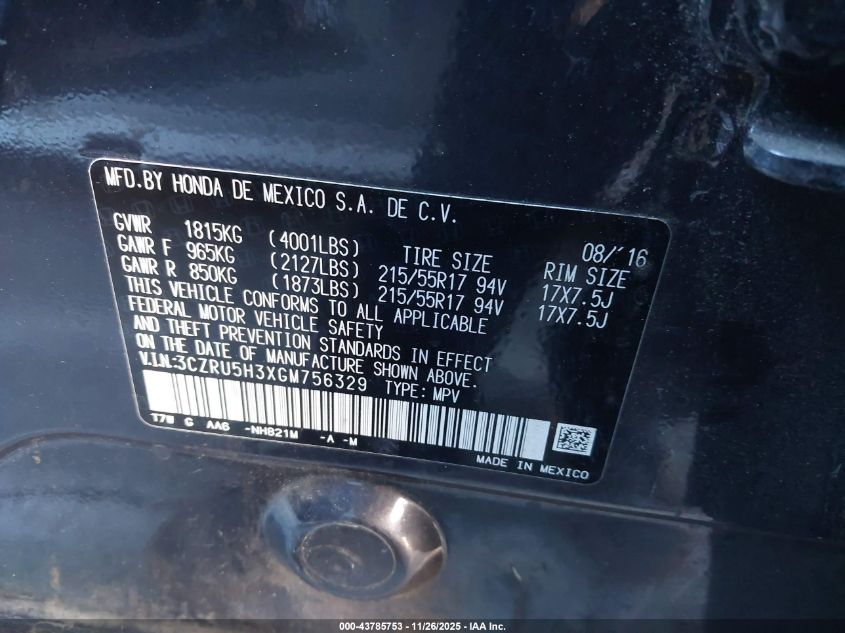 MFD.BY HONDA DE MEXICO S.A. DE C.V.
08/'16
GVWR 1815KG (4001LBS) TIRE SIZE RIM SIZE
GAWR F 965KG (2127LBS) 215/55R17 94V 17X7.5J
GAWR R 850KG (1873LBS) 215/55R17 94V 17X7.5J
THIS VEHICLE CONFORMS TO ALL APPLICABLE
FEDERAL MOTOR VEHICLE SAFETY
AND THEFT PREVENTION STANDARDS IN EFFECT
ON THE DATE OF MANUFACTURE SHOWN ABOVE.
V.I.N:3CZRU5H3XGM756329 TYPE: MPV
T7W G AA6 -NH821M -A -M
MADE IN MEXICO
000-43785753 - 11/26/2025 - IAA Inc.